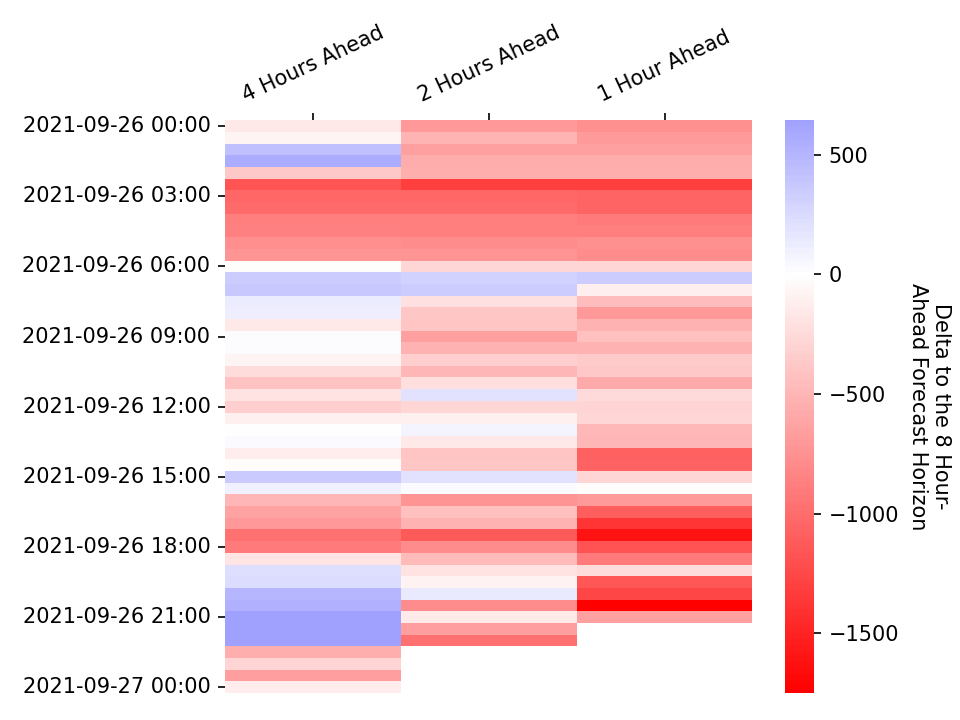 4 Hours Ahead
2 Hours Ahead
1 Hour Ahead
2021-09-26 00:00
2021-09-26 03:00
2021-09-26 06:00
2021-09-26 09:00
2021-09-26 12:00
2021-09-26 15:00
2021-09-26 18:00
2021-09-26 21:00
2021-09-27 00:00
500
0
−500
−1000
−1500
Delta to the 8 Hour-
Ahead Forecast Horizon